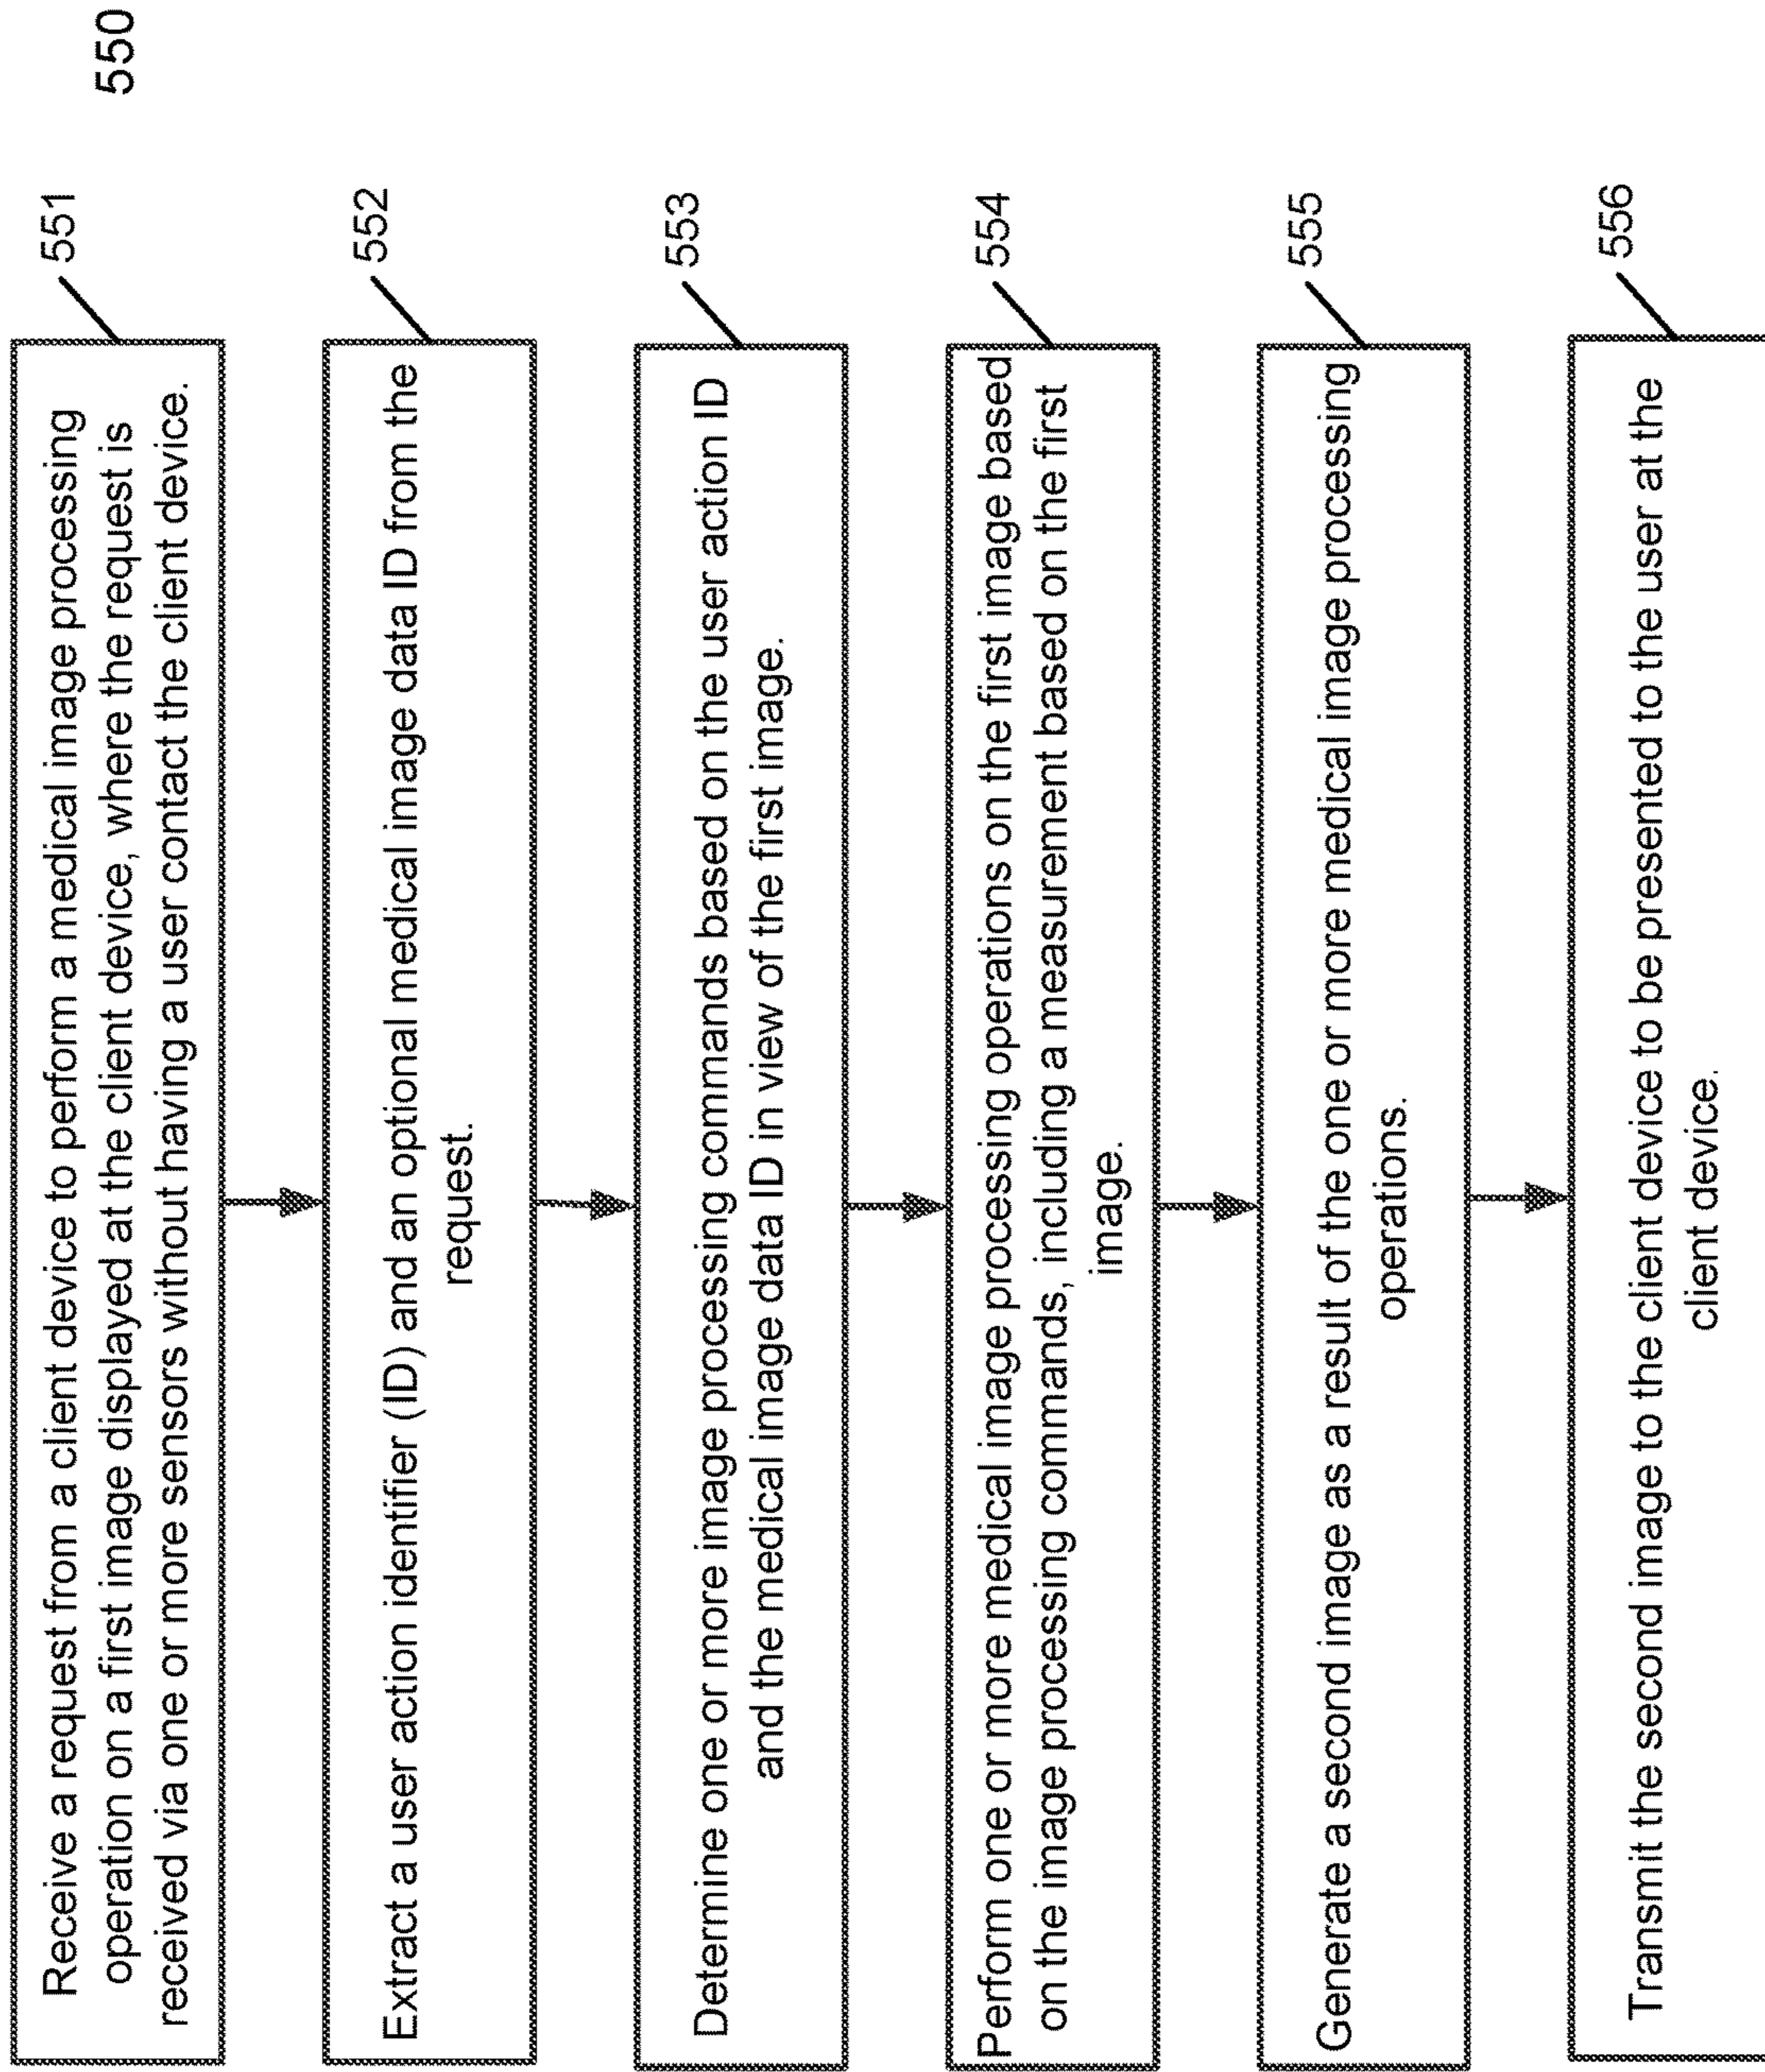 550
551
Receive a request from a client device to perform a medical image processing
operation on a first image displayed at the client device, where the request is
received via one or more sensors without having a user contact the client device.
552
Extract a user action identifier (ID) and an optional medical image data ID from the
request.
553
Determine one or more image processing commands based on the user action ID
and the medical image data ID in view of the first image.
554
Perform one or more medical image processing operations on the first image based
on the image processing commands, including a measurement based on the first
image.
555
Generate a second image as a result of the one or more medical image processing
operations.
556
Transmit the second image to the client device to be presented to the user at the
client device.